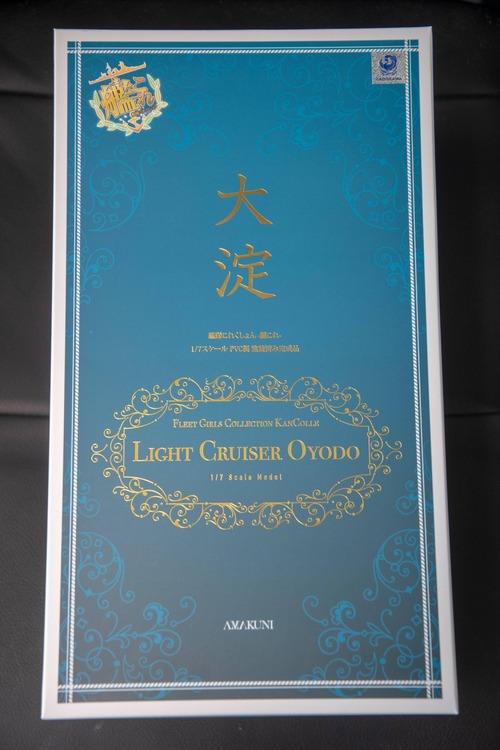 艦これ
KADOKAWA
大
淀
艦隊これくしょん -艦これ-
1/7スケール PVC製 塗装済み完成品
FLEET GIRLS COLLECTION KANCOLLE
LIGHT CRUISER OYODO
1/7 Scale Model
AMAKUNI